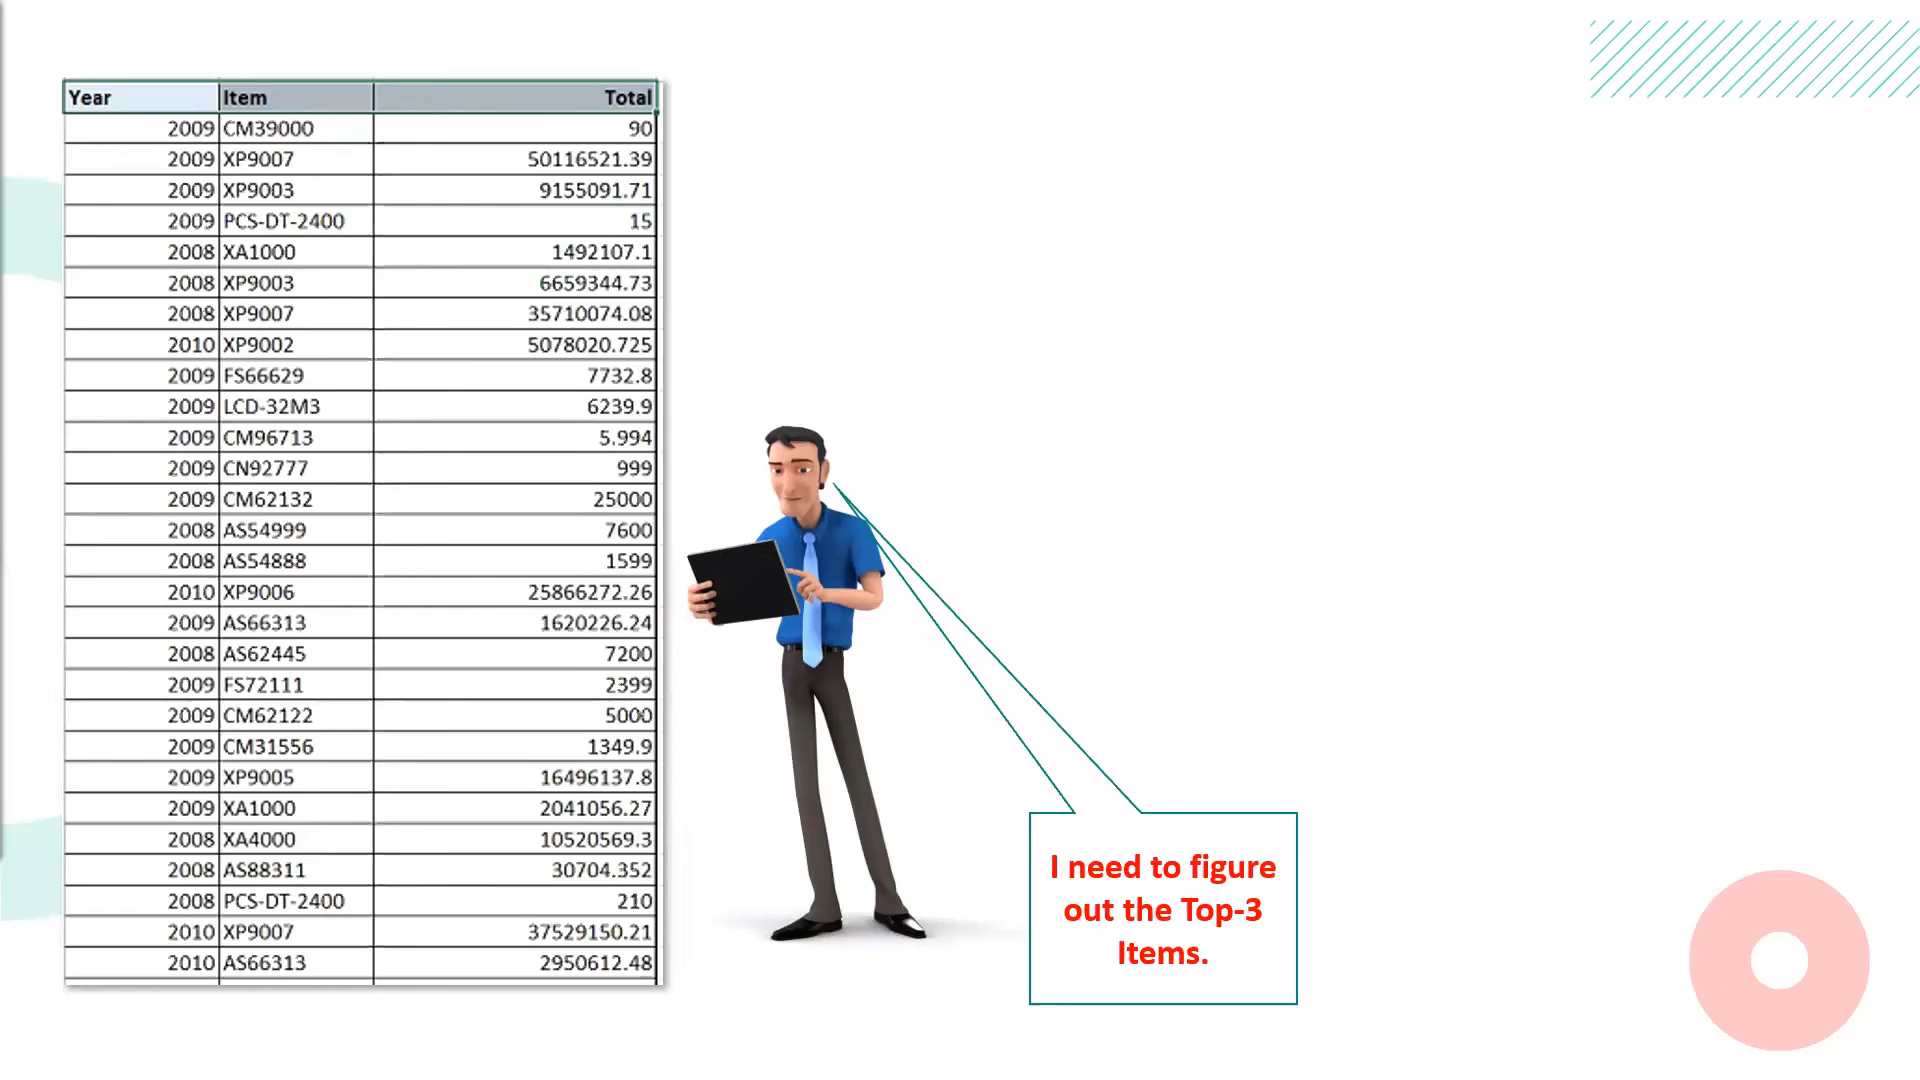 Year Item Total
2009 CM39000 90
2009 XP9007 50116521.39
2009 XP9003 9155091.71
2009 PCS-DT-2400 15
2008 XA1000 1492107.1
2008 XP9003 6659344.73
2008 XP9007 35710074.08
2010 XP9002 5078020.725
2009 FS66629 7732.8
2009 LCD-32M3 6239.9
2009 CM96713 5.994
2009 CN92777 999
2009 CM62132 25000
2008 AS54999 7600
2008 AS54888 1599
2010 XP9006 25866272.26
2009 AS66313 1620226.24
2008 AS62445 7200
2009 FS72111 2399
2009 CM62122 5000
2009 CM31556 1349.9
2009 XP9005 16496137.8
2009 XA1000 2041056.27
2008 XA4000 10520569.3
2008 AS88311 30704.352
2008 PCS-DT-2400 210
2010 XP9007 37529150.21
2010 AS66313 2950612.48
I need to figure
out the Top-3
Items.